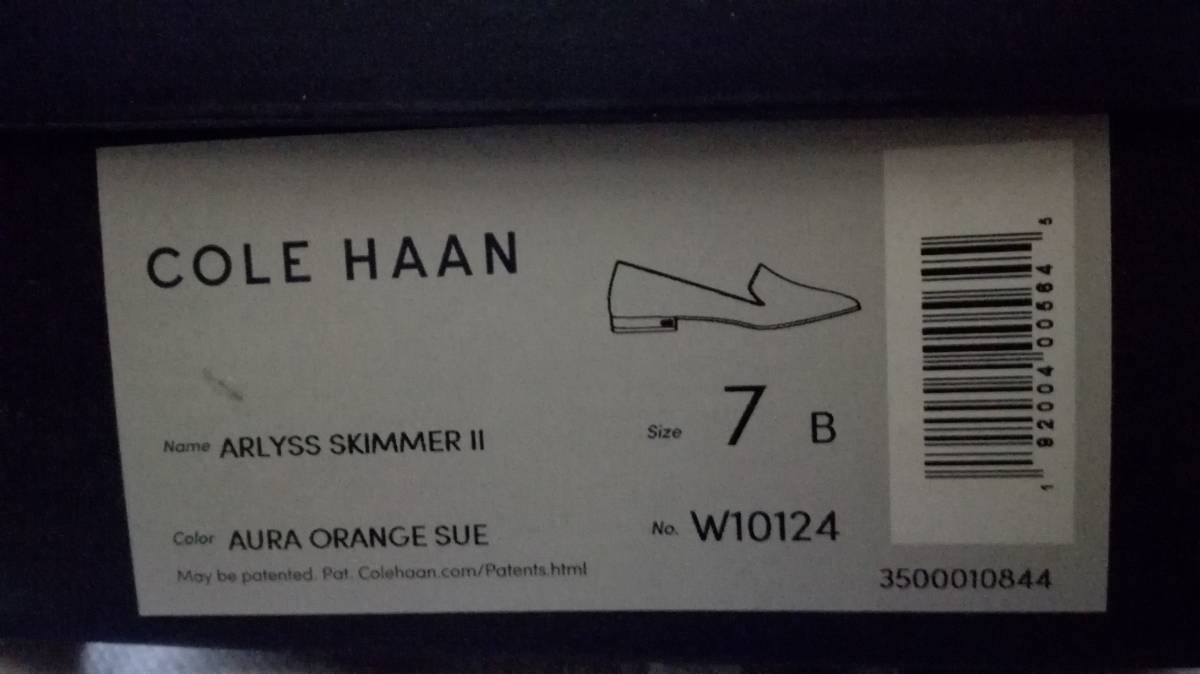 COLE HAAN
Name ARLYSS SKIMMER II
Size 7 B
Color AURA ORANGE SUE
No. W10124
May be patented. Pat. Colehaan.com/Patents.html
1 92004 00564 5
3500010844